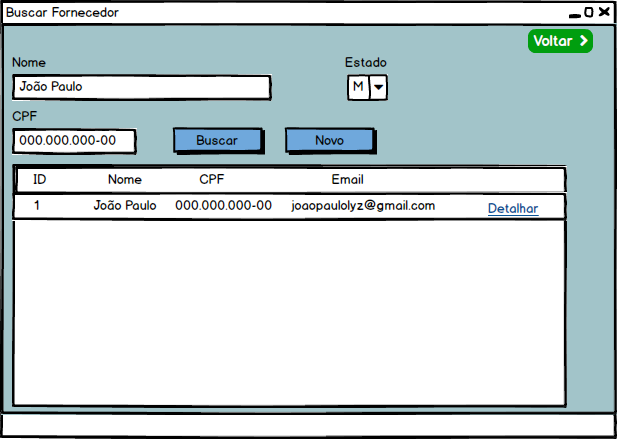 Buscar Fornecedor
Voltar
Nome
Estado
João Paulo
M
CPF
000.000.000-00
Buscar
Novo
ID Nome CPF Email
1 João Paulo 000.000.000-00 joaopaulolyz@gmail.com Detalhar